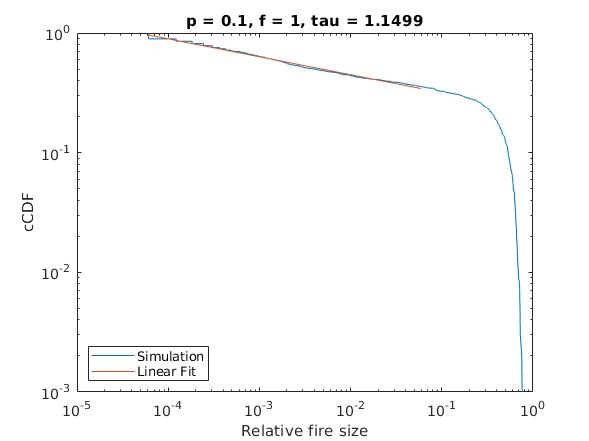 p = 0.1, f = 1, tau = 1.1499
10^0
10^-1
10^-2
10^-3
cCDF
Simulation
Linear Fit
10^-5 10^-4 10^-3 10^-2 10^-1 10^0
Relative fire size